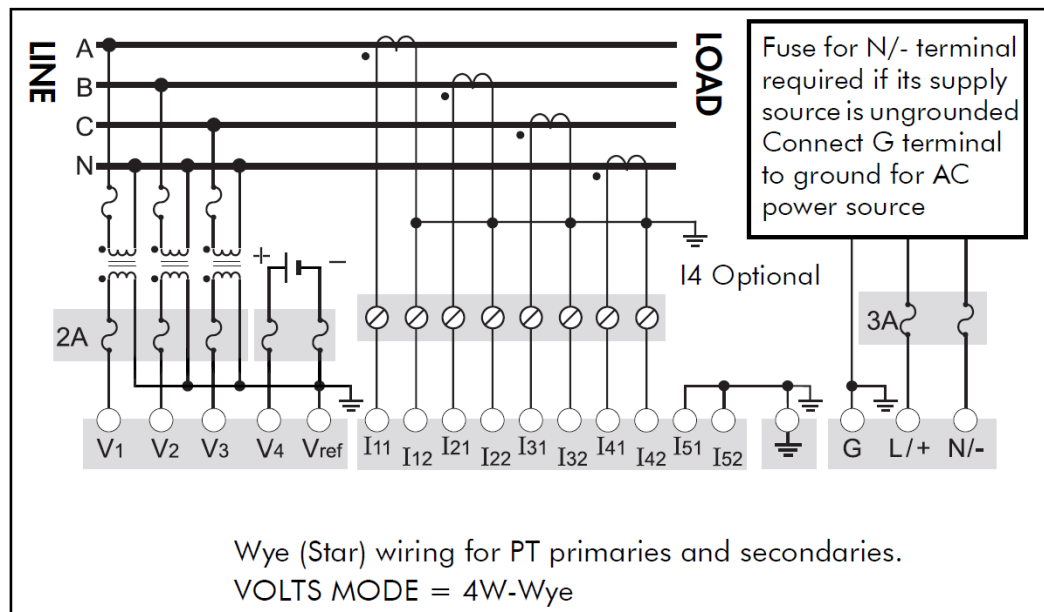 LINE
A
B
C
N
LOAD
Fuse for N/- terminal
required if its supply
source is ungrounded
Connect G terminal
to ground for AC
power source
+ −
I4 Optional
2A
3A
V1 V2 V3 V4 Vref I11 I12 I21 I22 I31 I32 I41 I42 I51 I52 G L/+ N/-
Wye (Star) wiring for PT primaries and secondaries.
VOLTS MODE = 4W-Wye